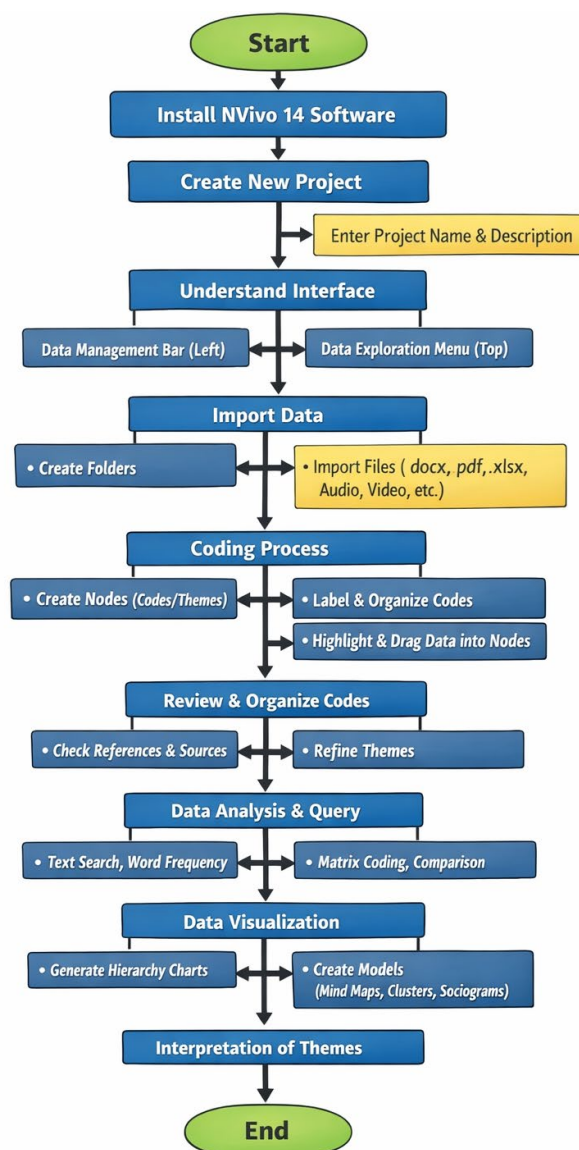 Start
Install NVivo 14 Software
Create New Project
Enter Project Name & Description
Understand Interface
Data Management Bar (Left)
Data Exploration Menu (Top)
Import Data
• Create Folders
• Import Files ( docx, pdf,.xlsx,
Audio, Video, etc.)
Coding Process
• Create Nodes (Codes/Themes)
• Label & Organize Codes
• Highlight & Drag Data into Nodes
Review & Organize Codes
• Check References & Sources
• Refine Themes
Data Analysis & Query
• Text Search, Word Frequency
• Matrix Coding, Comparison
Data Visualization
• Generate Hierarchy Charts
• Create Models
(Mind Maps, Clusters, Sociograms)
Interpretation of Themes
End